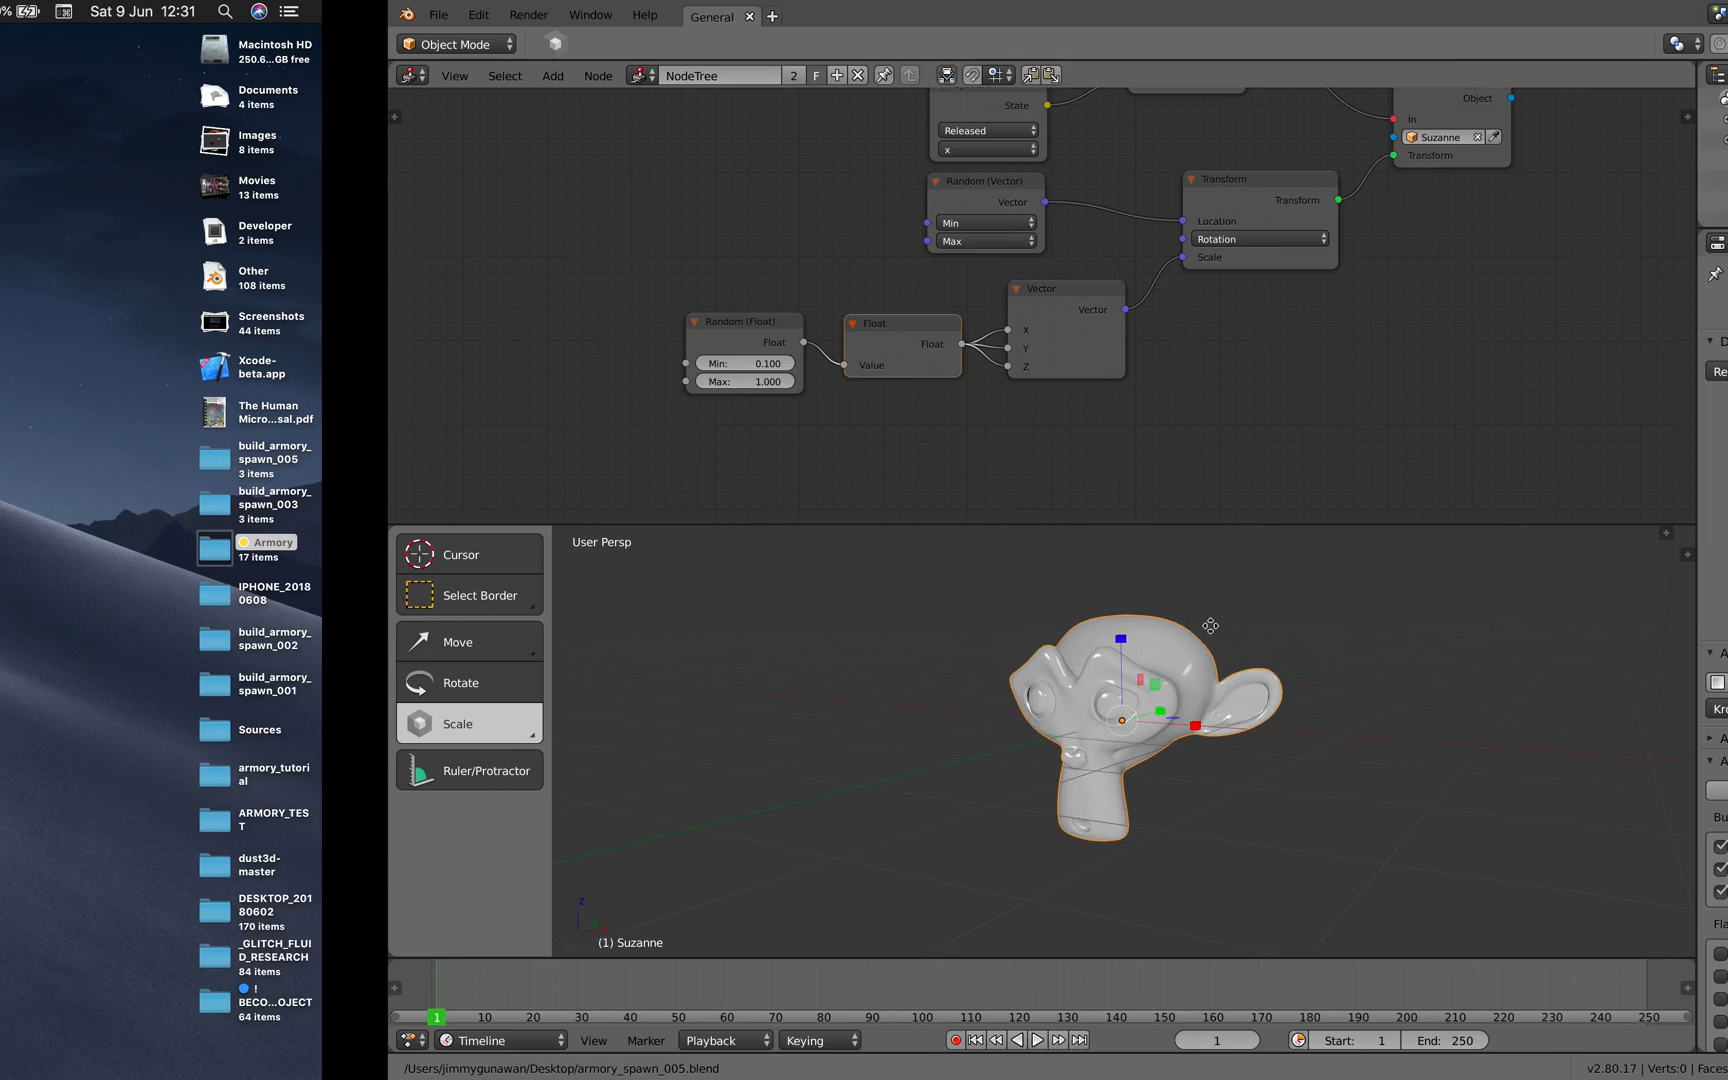 Sat 9 Jun 12:31
Macintosh HD
250.6...GB free
Documents
4 items
Images
8 items
Movies
13 items
Developer
2 items
Other
108 items
Screenshots
44 items
Xcode-
beta.app
The Human
Micro...sal.pdf
build_armory_
spawn_005
3 items
build_armory_
spawn_003
3 items
Armory
17 items
IPHONE_2018
0608
build_armory_
spawn_002
build_armory_
spawn_001
Sources
armory_tutori
al
ARMORY_TES
T
dust3d-
master
DESKTOP_201
80602
170 items
_GLITCH_FLUI
D_RESEARCH
84 items
!
BECO...OJECT
64 items
File Edit Render Window Help General
Object Mode
View Select Add Node NodeTree 2 F
State
Released
x
Object
In
Suzanne
Transform
Random (Vector)
Vector
Min
Max
Transform
Transform
Location
Rotation
Scale
Vector
Vector
X
Y
Z
Random (Float)
Float
Min: 0.100
Max: 1.000
Float
Float
Value
Cursor
Select Border
Move
Rotate
Scale
Ruler/Protractor
User Persp
z
(1) Suzanne
1 10 20 30 40 50 60 70 80 90 100 110 120 130 140 150 160 170 180 190 200 210 220 230 240 250
Timeline View Marker Playback Keying 1 Start: 1 End: 250
/Users/jimmygunawan/Desktop/armory_spawn_005.blend
v2.80.17 | Verts:0 | Faces
D
Re
A
Kro
A
A
Bu
Fla